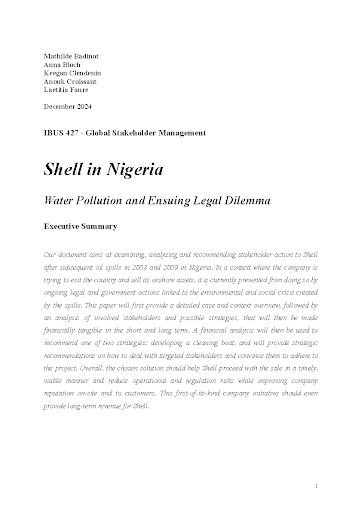 Mathilde Badinot
Anna Bloch
Keegan Clendenin
Anouk Croissant
Laetitia Faure
December 2024
IBUS 427 - Global Stakeholder Management
Shell in Nigeria
Water Pollution and Ensuing Legal Dilemma
Executive Summary
Our document aims at examining, analyzing and recommending stakeholder action to Shell
after subsequent oil spills in 2008 and 2009 in Nigeria. In a context where the company is
trying to exit the country and sell its onshore assets, it is currently prevented from doing so by
ongoing legal and government actions linked to the environmental and social crisis created
by the spills. This paper will first provide a detailed case and context overview, followed by
an analysis of involved stakeholders and possible strategies, that will then be made
financially tangible in the short and long term. A financial analysis will then be used to
recommend one of two strategies: developing a cleaning boat, and will provide strategic
recommendations on how to deal with targeted stakeholders and convince them to adhere to
the project. Overall, the chosen solution should help Shell proceed with the sale in a timely,
viable manner and reduce operational and regulation risks while improving company
reputation on-site and to customers. This first-of-its-kind company initiative should even
provide long-term revenue for Shell.
1